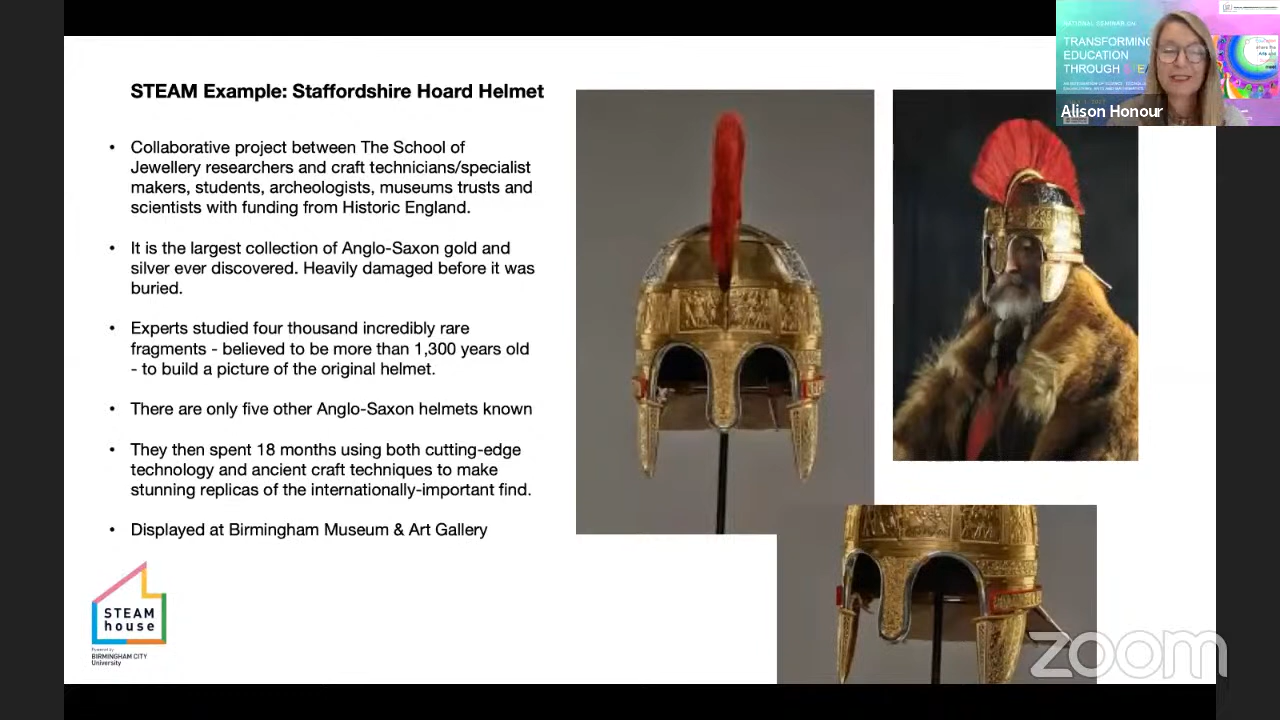 STEAM Example: Staffordshire Hoard Helmet
• Collaborative project between The School of
Jewellery researchers and craft technicians/specialist
makers, students, archeologists, museums trusts and
scientists with funding from Historic England.
• It is the largest collection of Anglo-Saxon gold and
silver ever discovered. Heavily damaged before it was
buried.
• Experts studied four thousand incredibly rare
fragments - believed to be more than 1,300 years old
- to build a picture of the original helmet.
• There are only five other Anglo-Saxon helmets known
• They then spent 18 months using both cutting-edge
technology and ancient craft techniques to make
stunning replicas of the internationally-important find.
• Displayed at Birmingham Museum & Art Gallery
STEAM
house
Powered by
BIRMINGHAM CITY
University
NATIONAL SEMINAR ON
TRANSFORMING
EDUCATION
THROUGH
Alison Honour
zoom